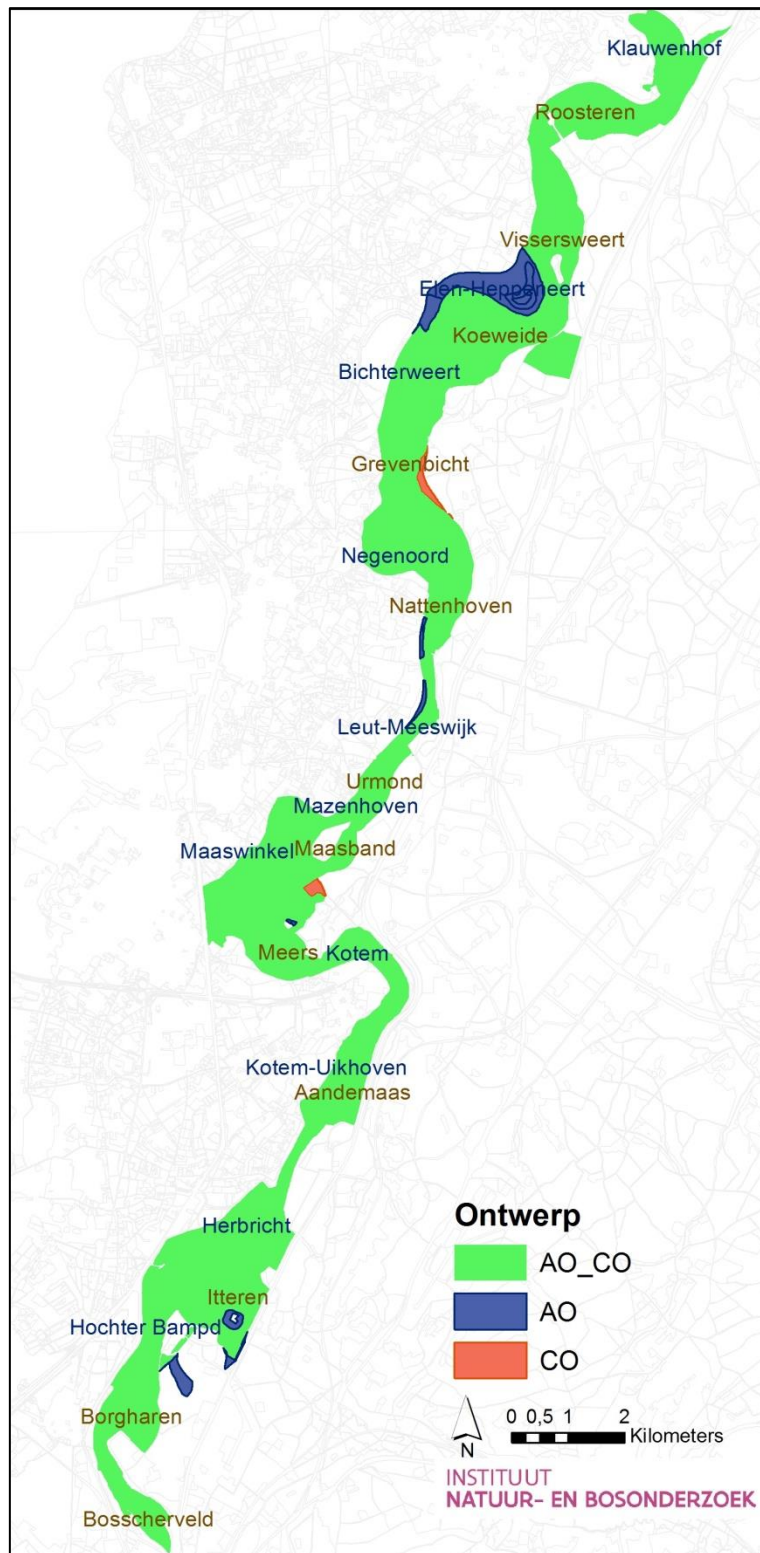 Klauwenhof
Roosteren
Vissersweert
Elen-Heppeneert
Koeweide
Bichterweert
Grevenbicht
Negenoord
Nattenhoven
Leut-Meeswijk
Urmond
Mazenhoven
Maaswinkel Maasband
Meers Kotem
Kotem-Uikhoven
Aandemaas
Herbricht
Itteren
Hochter Bampd
Borgharen
Bosscherveld
Ontwerp
AO_CO
AO
CO
0 0,5 1 2
Kilometers
N
INSTITUUT
NATUUR- EN BOSONDERZOEK